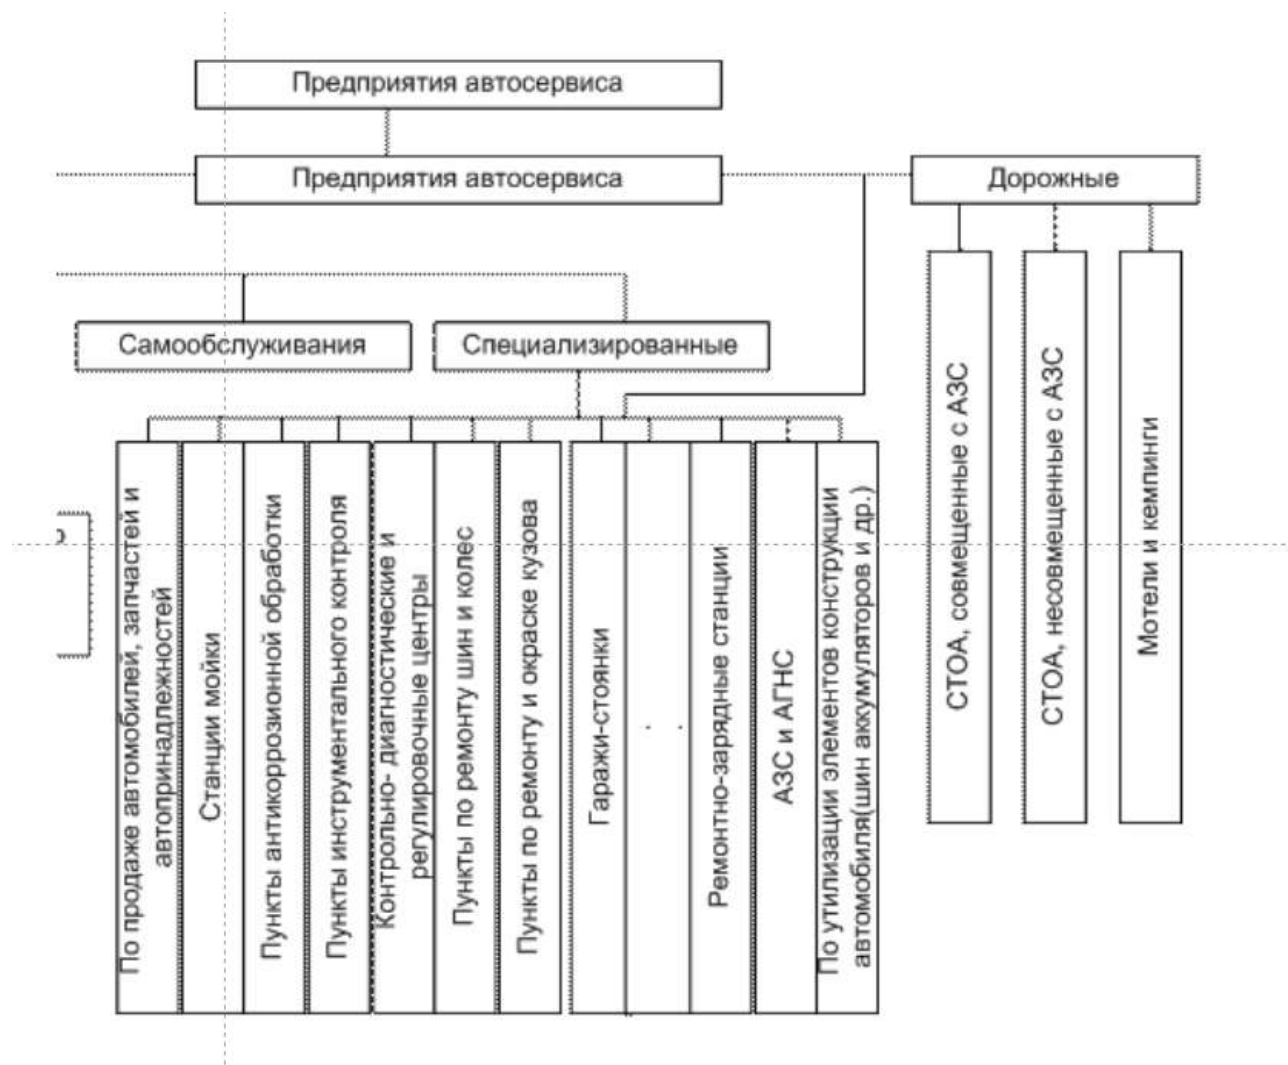 Предприятия автосервиса
Предприятия автосервиса
Дорожные
Самообслуживания
Специализированные
По продаже автомобилей, запчастей и
автопринадлежностей
Станции мойки
Пункты антикоррозионной обработки
Пункты инструментального контроля
Контрольно- диагностические и
регулировочные центры
Пункты по ремонту шин и колес
Пункты по ремонту и окраске кузова
Гаражи-стоянки
Ремонтно-зарядные станции
АЗС и АГНС
По утилизации элементов конструкции
автомобиля(шин аккумуляторов и др.)
СТОА, совмещенные с АЗС
СТОА, несовмещенные с АЗС
Мотели и кемпинги